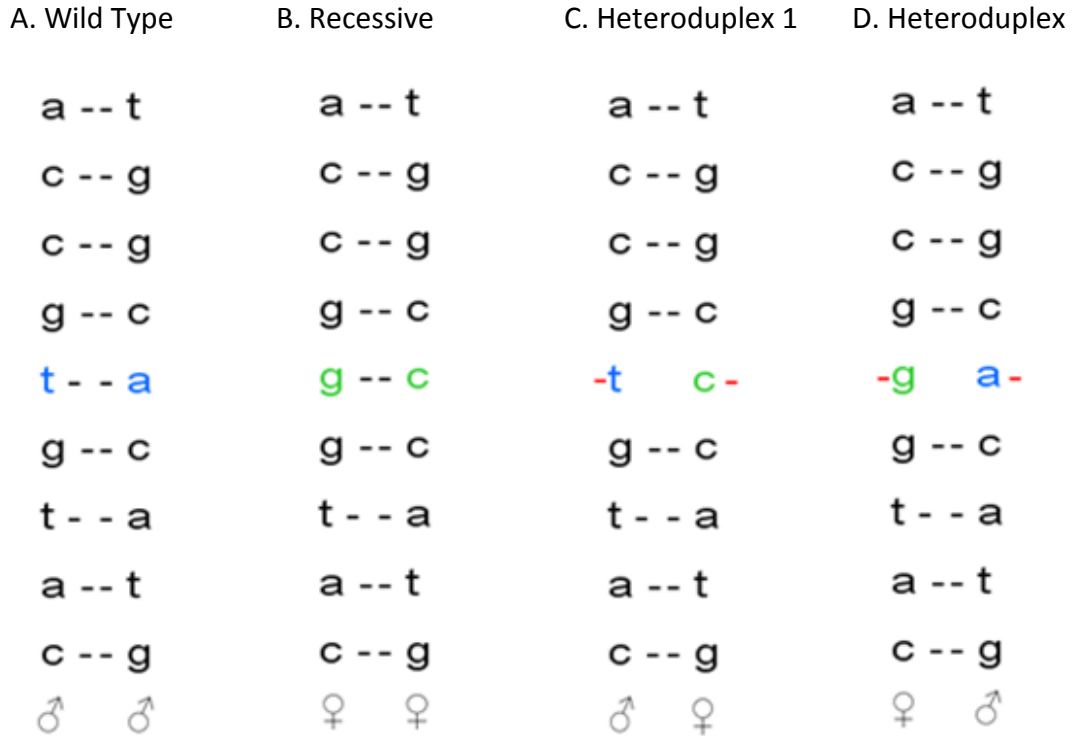 A. Wild Type B. Recessive C. Heteroduplex 1 D. Heteroduplex
a -- t a -- t a -- t a -- t
c -- g c -- g c -- g c -- g
c -- g c -- g c -- g c -- g
g -- c g -- c g -- c g -- c
t - - a g -- c -t c- -g a-
g -- c g -- c g -- c g -- c
t - - a t - - a t - - a t - - a
a -- t a -- t a -- t a -- t
c -- g c -- g c -- g c -- g
♂ ♂ ♀ ♀ ♂ ♀ ♀ ♂